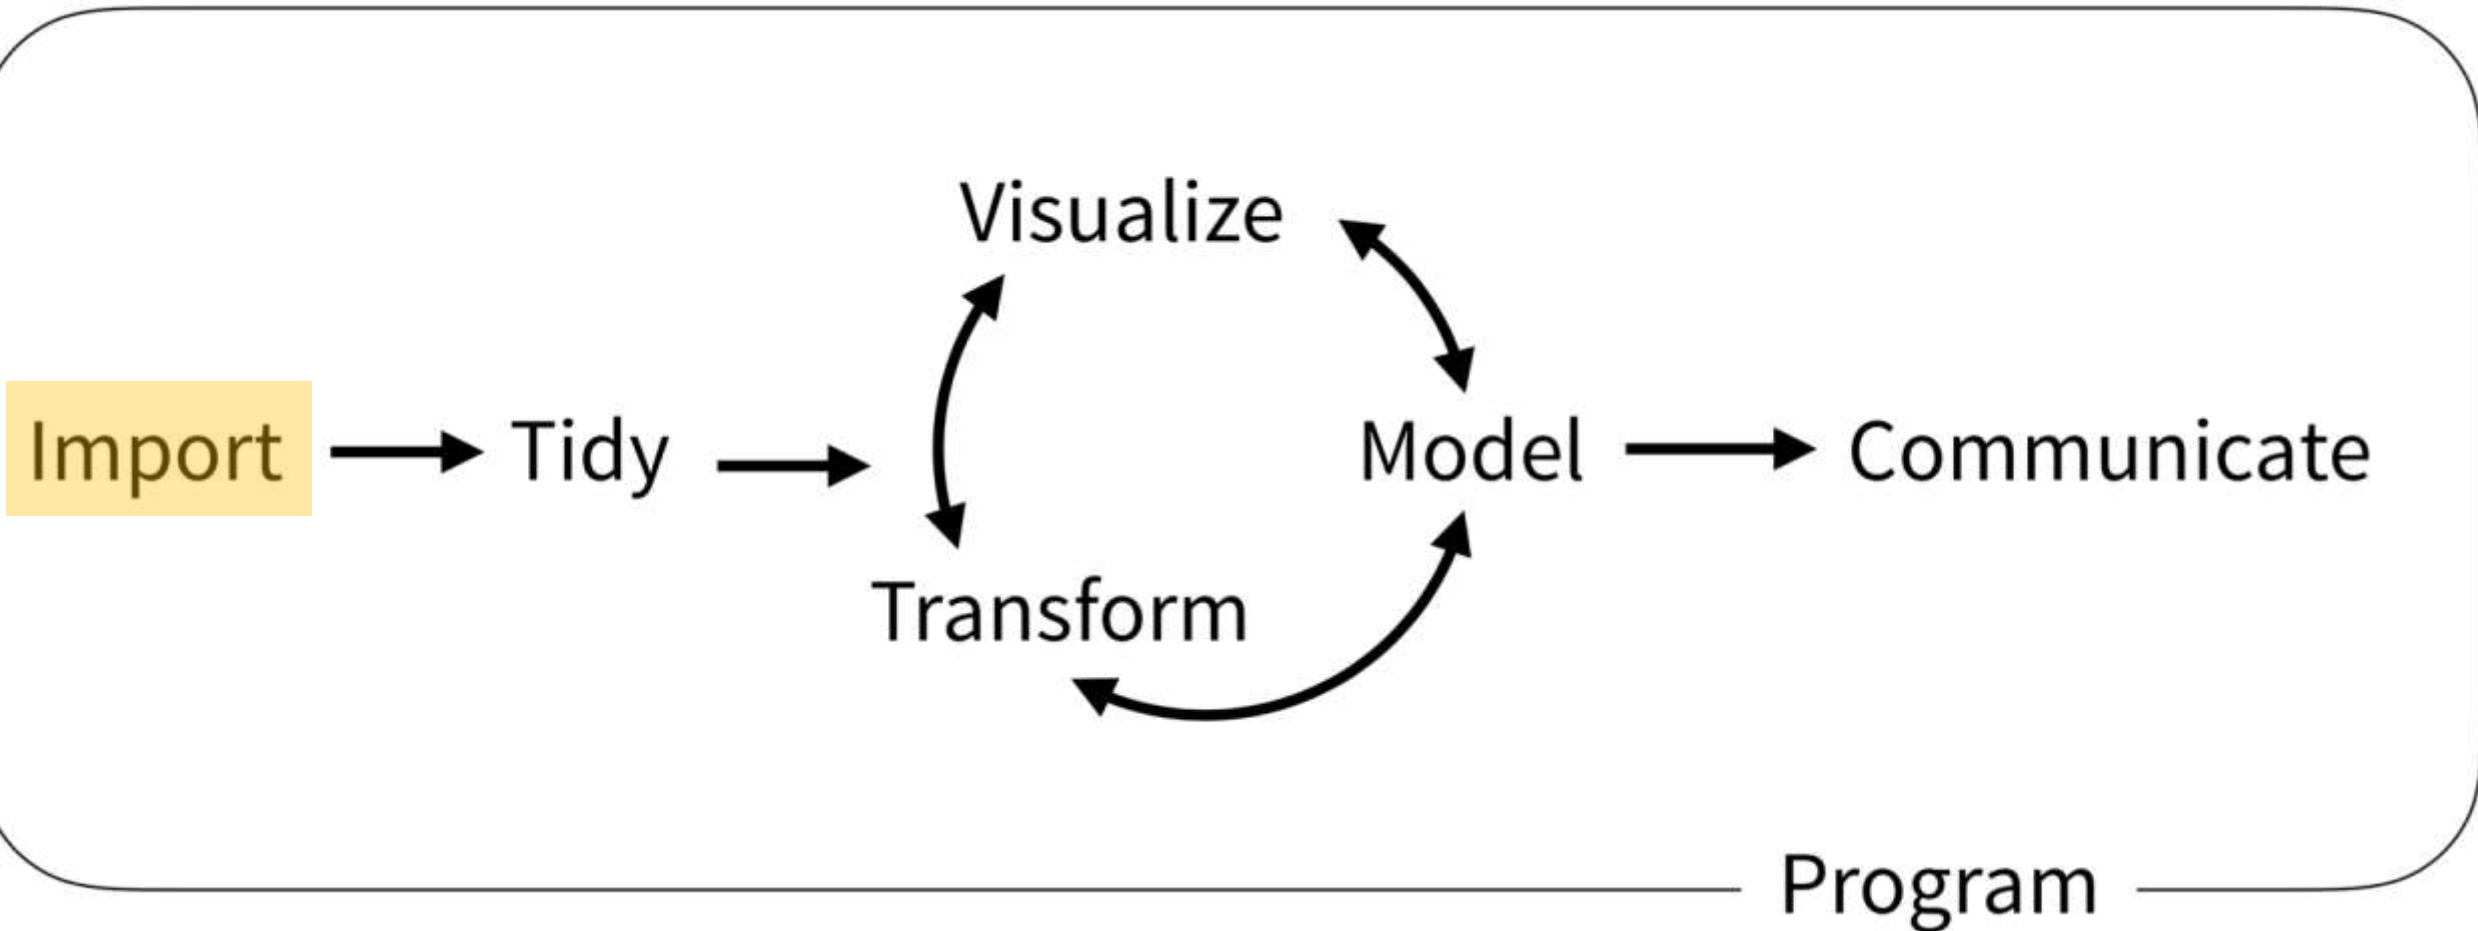 Visualize
Import
Tidy
Model
Communicate
Transform
Program